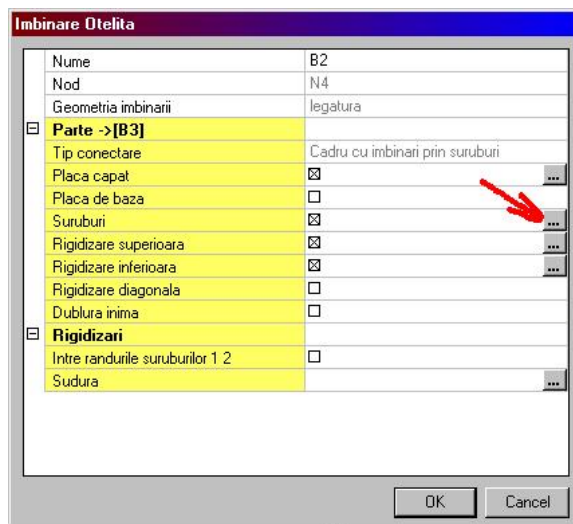 Imbinare Otelita
Nume B2
Nod N4
Geometria imbinarii legatura
Parte ->[B3]
Tip conectare Cadru cu imbinari prin suruburi
Placa capat ...
Placa de baza
Suruburi ...
Rigidizare superioara ...
Rigidizare inferioara ...
Rigidizare diagonala
Dublura inima
Rigidizari
Intre randurile suruburilor 1 2
Sudura ...
OK Cancel